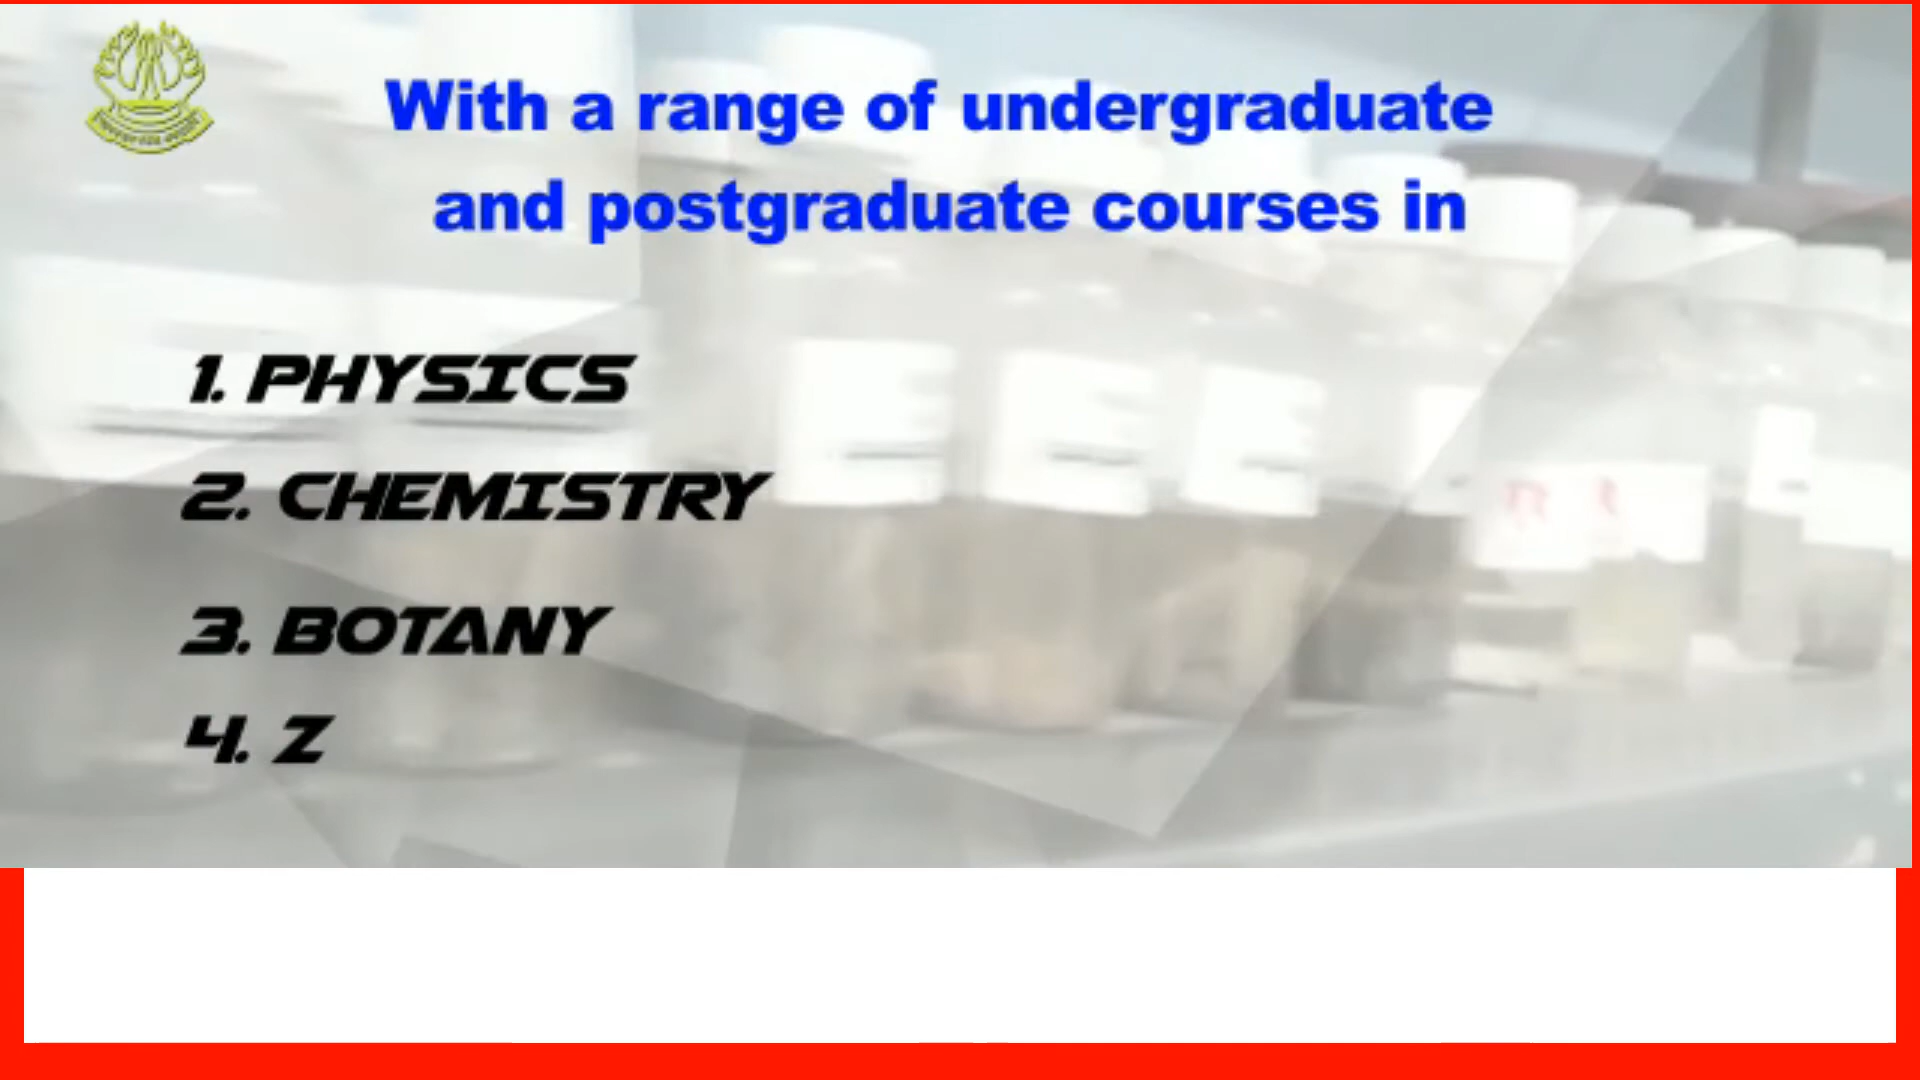 With a range of undergraduate
and postgraduate courses in
1. PHYSICS
2. CHEMISTRY
3. BOTANY
4. Z